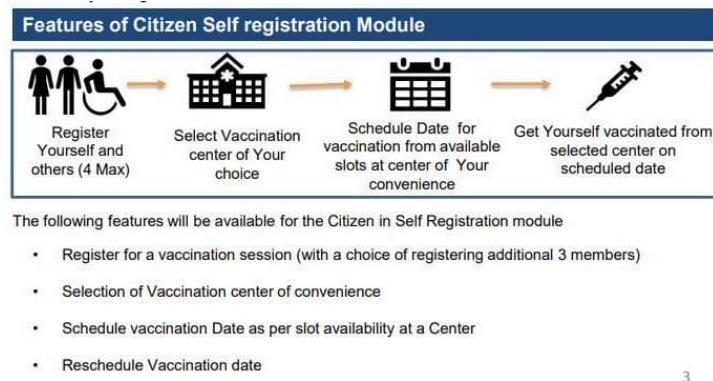 Features of Citizen Self registration Module
Register
Yourself and
others (4 Max)
Select Vaccination
center of Your
choice
Schedule Date for
vaccination from available
slots at center of Your
convenience
Get Yourself vaccinated from
selected center on
scheduled date
The following features will be available for the Citizen in Self Registration module
• Register for a vaccination session (with a choice of registering additional 3 members)
• Selection of Vaccination center of convenience
• Schedule vaccination Date as per slot availability at a Center
• Reschedule Vaccination date
3